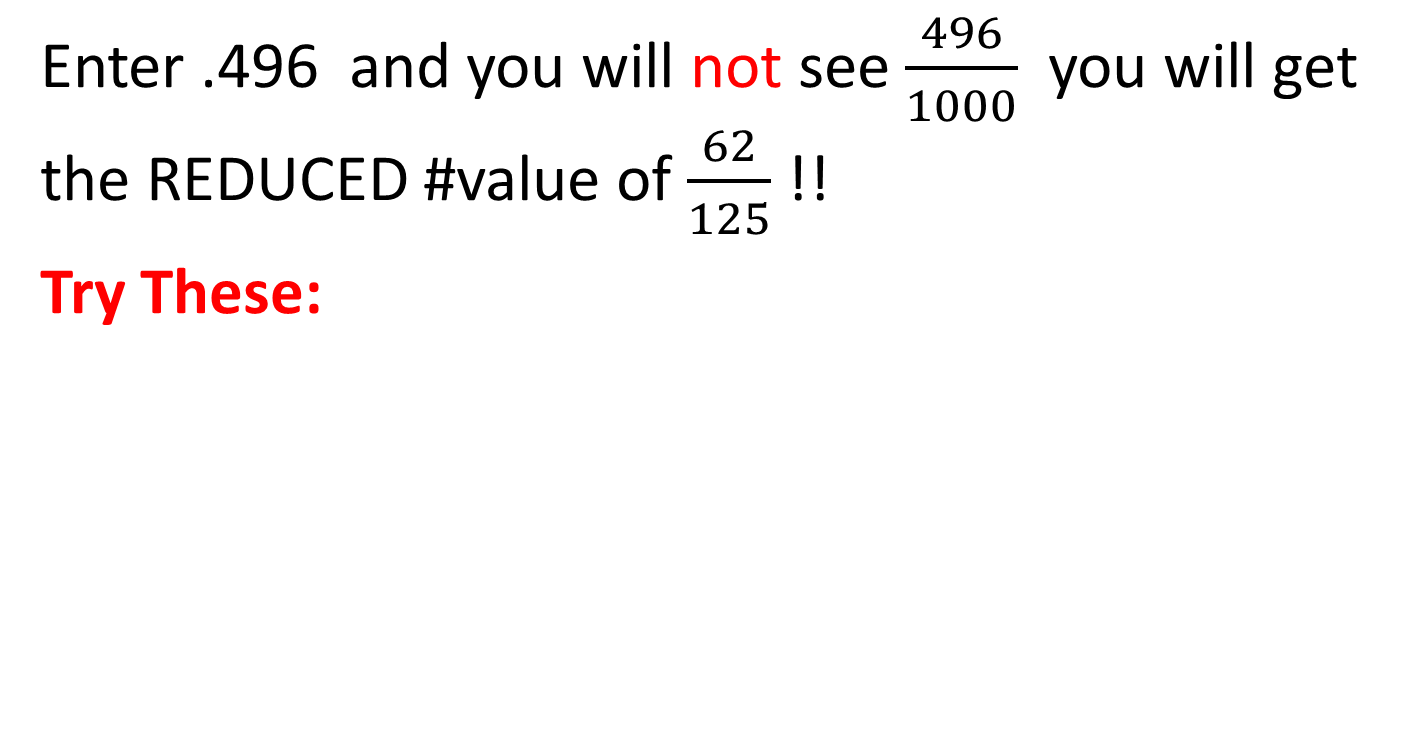 Enter .496 and you will not see 496/1000 you will get
the REDUCED #value of 62/125 !!
Try These: